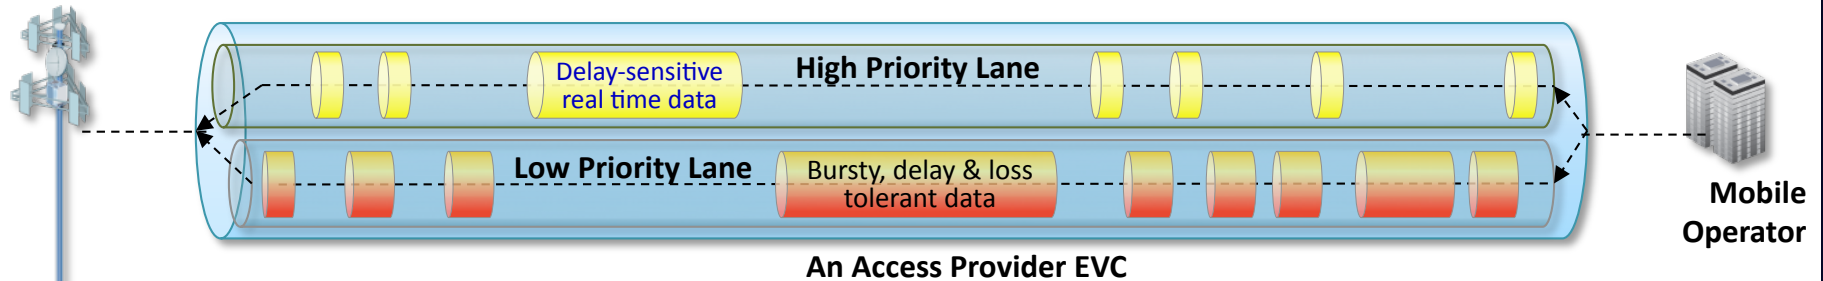 Delay-sensitive
real time data
High Priority Lane
Low Priority Lane
Bursty, delay & loss
tolerant data
Mobile
Operator
An Access Provider EVC